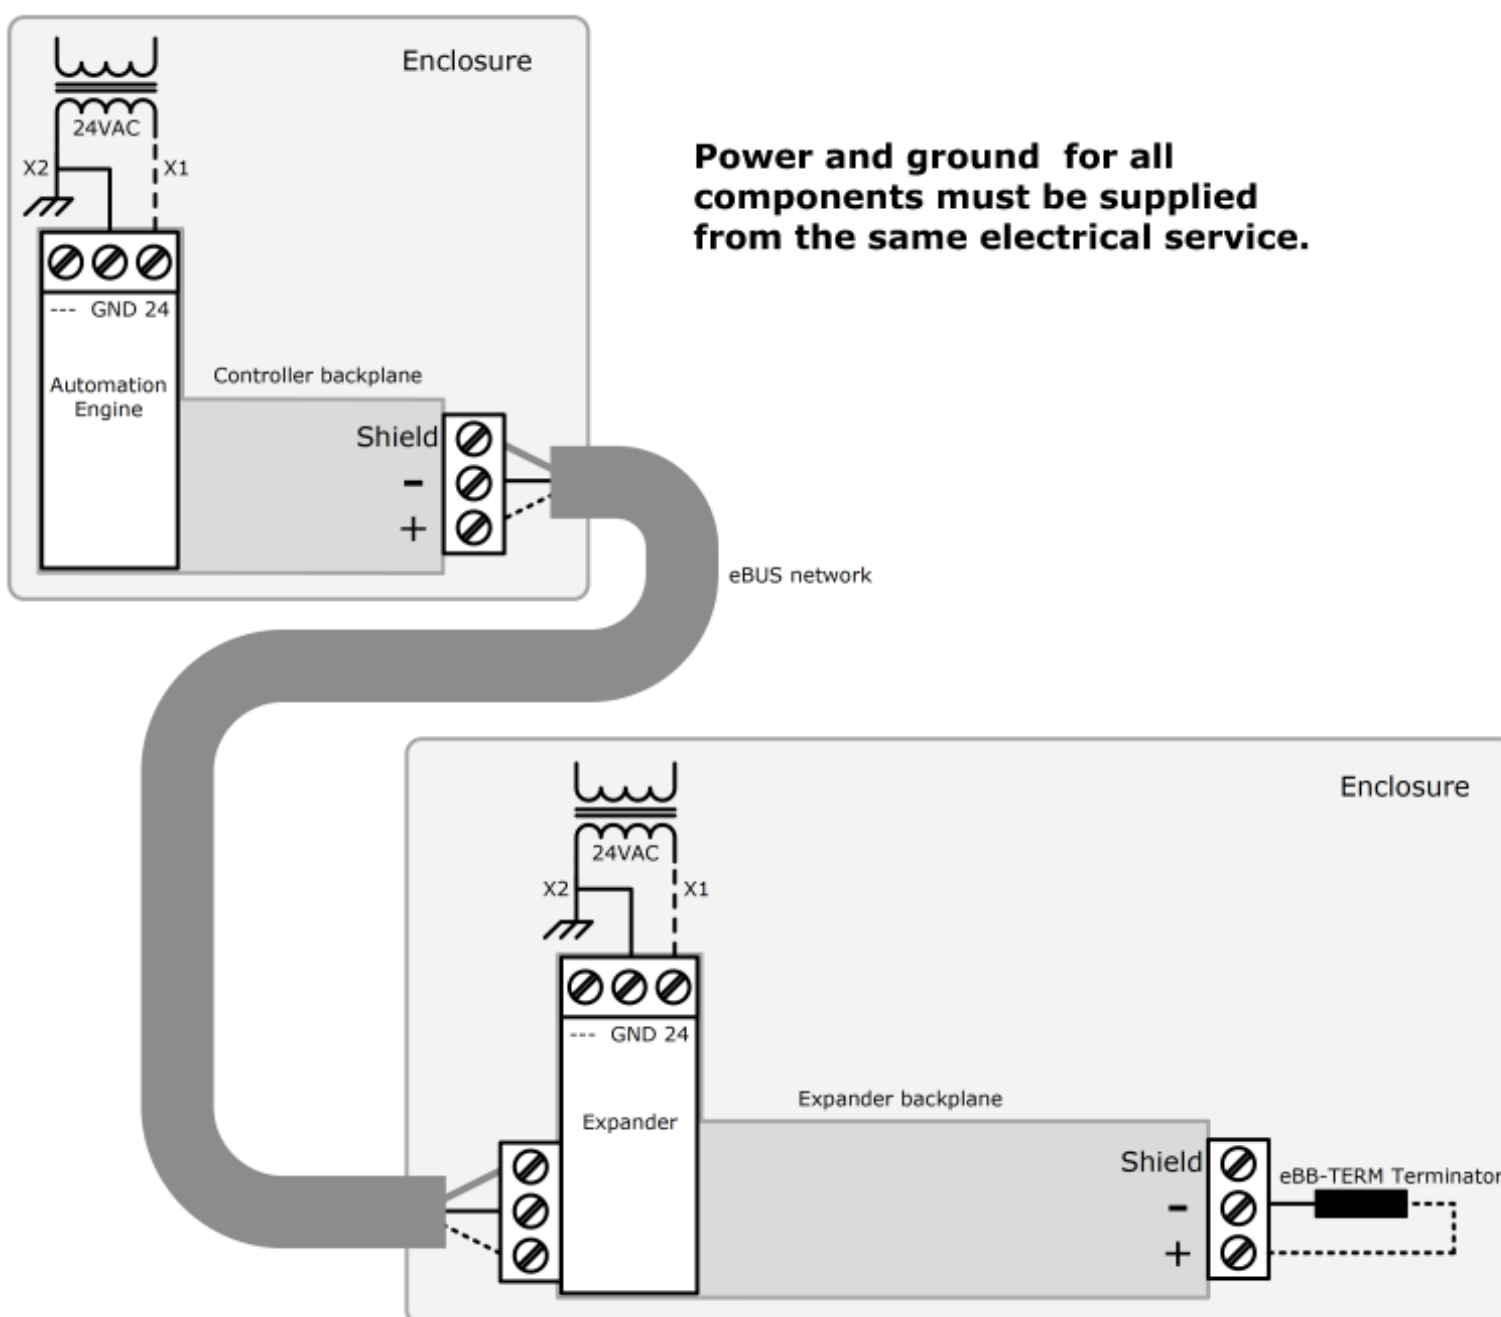 Enclosure
24VAC
X2 X1
Power and ground for all
components must be supplied
from the same electrical service.
--- GND 24
Automation
Engine
Controller backplane
Shield
-
+
eBUS network
Enclosure
24VAC
X2 X1
--- GND 24
Expander
Expander backplane
Shield
eBB-TERM Terminator
-
+